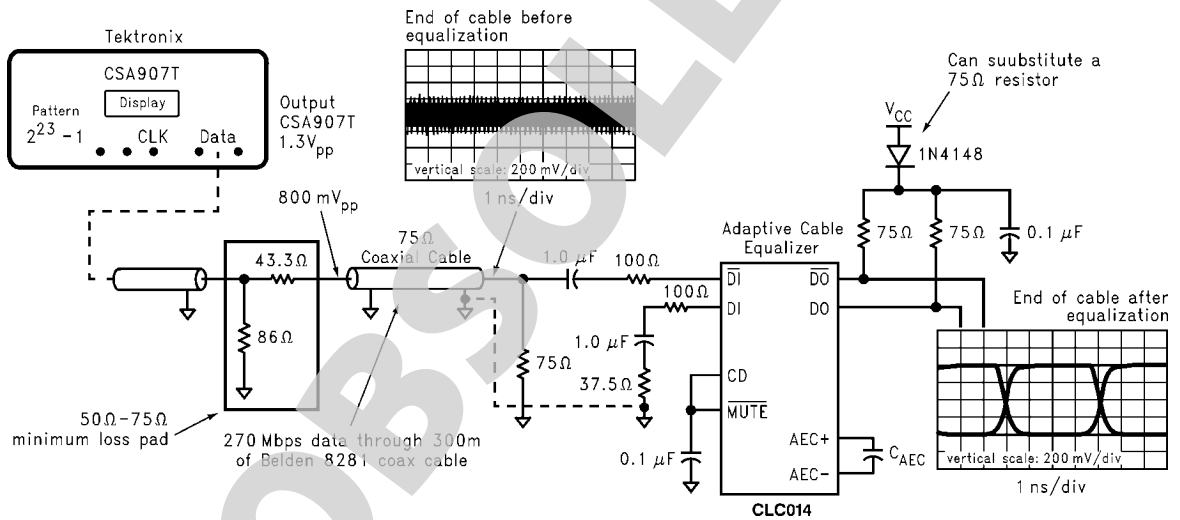 Tektronix
CSA907T
Display
Pattern
2^23 -1
CLK
Data
Output
CSA907T
1.3Vpp
End of cable before
equalization
vertical scale: 200 mV/div
1 ns/div
800 mVpp
43.3Ω
86Ω
50Ω-75Ω
minimum loss pad
75Ω
Coaxial Cable
270 Mbps data through 300m
of Belden 8281 coax cable
1.0 μF
100Ω
100Ω
1.0 μF
75Ω
37.5Ω
0.1 μF
Adaptive Cable
Equalizer
DI
DI
CD
MUTE
DO
DO
AEC+
AEC-
CAEC
CLC014
Can suubstitute a
75Ω resistor
VCC
1N4148
75Ω
75Ω
0.1 μF
End of cable after
equalization
vertical scale: 200 mV/div
1 ns/div
OBSOLE